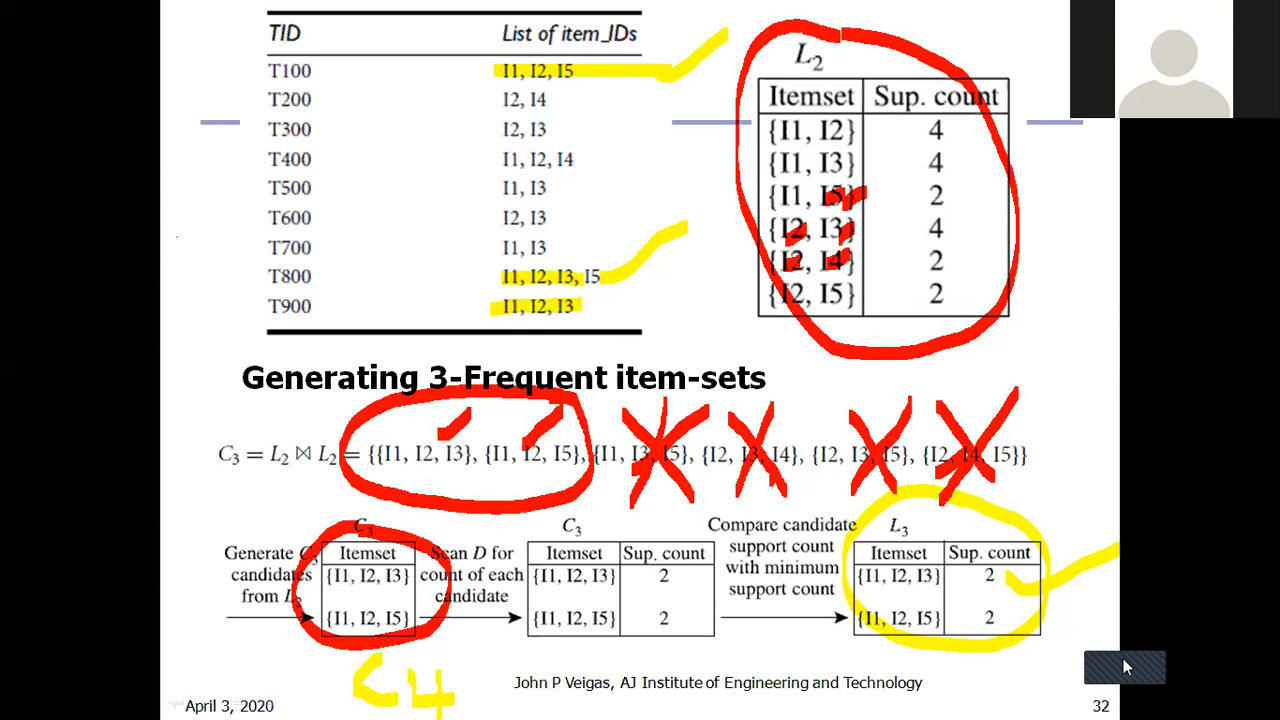 TID List of item_IDs
T100 I1, I2, I5
T200 I2, I4
T300 I2, I3
T400 I1, I2, I4
T500 I1, I3
T600 I2, I3
T700 I1, I3
T800 I1, I2, I3, I5
T900 I1, I2, I3
L2
Itemset Sup. count
{I1, I2} 4
{I1, I3} 4
{I1, I5} 2
{I2, I3} 4
{I2, I4} 2
{I2, I5} 2
Generating 3-Frequent item-sets
C3 = L2 ⋈ L2 = {{I1, I2, I3}, {I1, I2, I5}, {I1, I3, I5}, {I2, I3, I4}, {I2, I3, I5}, {I2, I4, I5}}
Generate C3
candidates
from L2
C3
Itemset
{I1, I2, I3}
{I1, I2, I5}
Scan D for
count of each
candidate
C3
Itemset Sup. count
{I1, I2, I3} 2
{I1, I2, I5} 2
Compare candidate
support count
with minimum
support count
L3
Itemset Sup. count
{I1, I2, I3} 2
{I1, I2, I5} 2
C4
John P Veigas, AJ Institute of Engineering and Technology
April 3, 2020
32